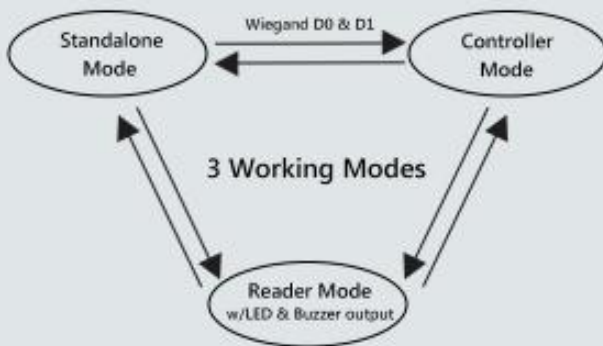 Standalone
Mode
Wiegand D0 & D1
Controller
Mode
3 Working Modes
Reader Mode
w/LED & Buzzer output